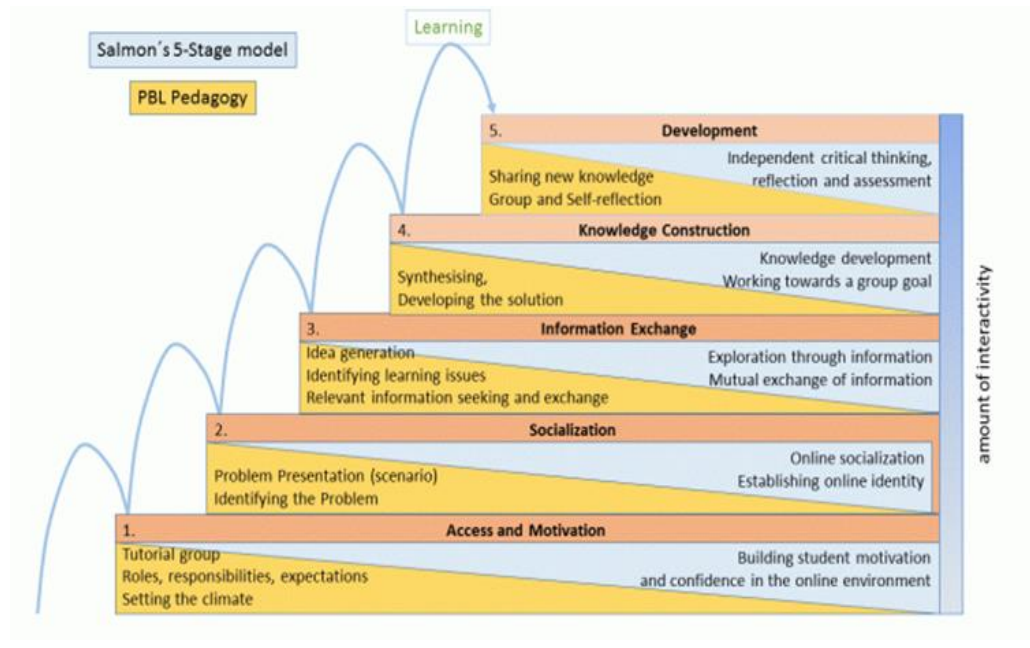 Learning
Salmon´s 5-Stage model
PBL Pedagogy
5. Development
Independent critical thinking,
reflection and assessment
Sharing new knowledge
Group and Self-reflection
4. Knowledge Construction
Knowledge development
Working towards a group goal
Synthesising,
Developing the solution
3. Information Exchange
Idea generation
Identifying learning issues
Relevant information seeking and exchange
Exploration through information
Mutual exchange of information
2. Socialization
Online socialization
Establishing online identity
Problem Presentation (scenario)
Identifying the Problem
1. Access and Motivation
Tutorial group
Roles, responsibilities, expectations
Setting the climate
Building student motivation
and confidence in the online environment
amount of interactivity